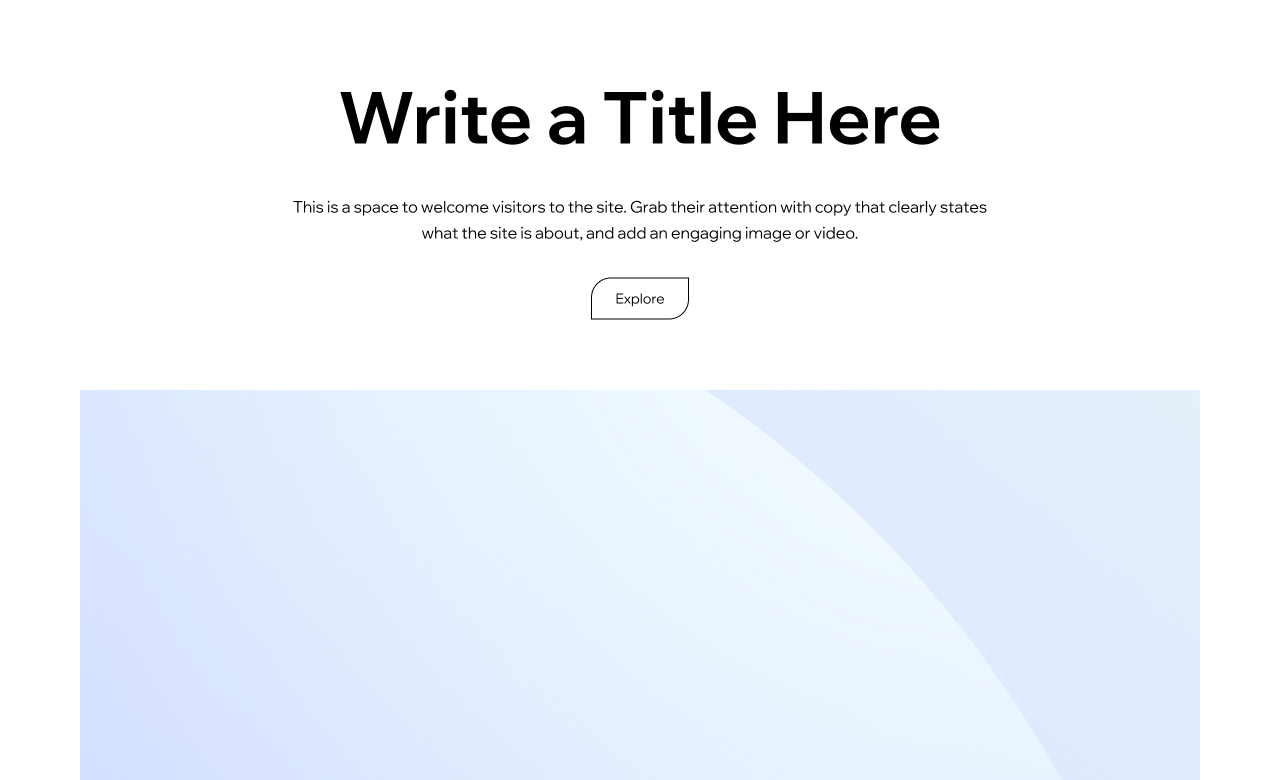 Write a Title Here
This is a space to welcome visitors to the site. Grab their attention with copy that clearly states
what the site is about, and add an engaging image or video.
Explore